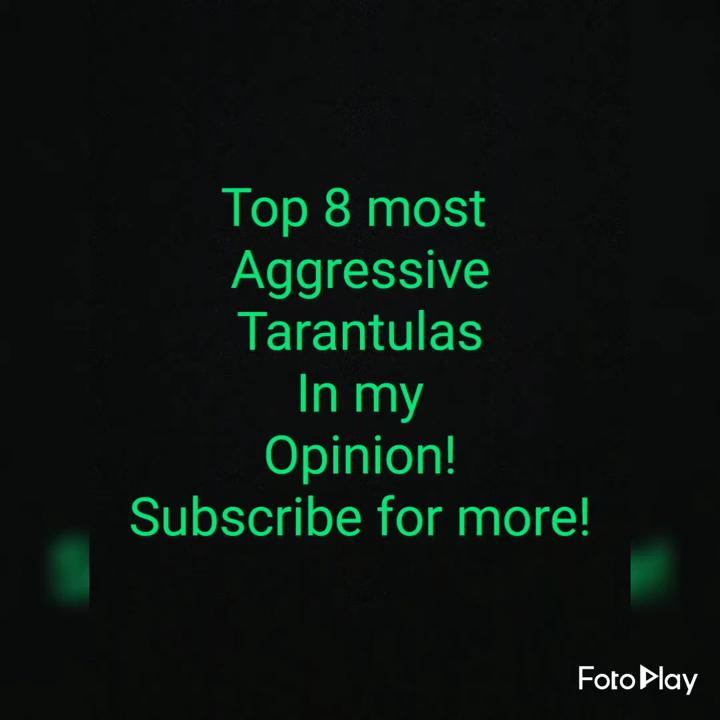 Top 8 most
Aggressive
Tarantulas
In my
Opinion!
Subscribe for more!
FotoPlay